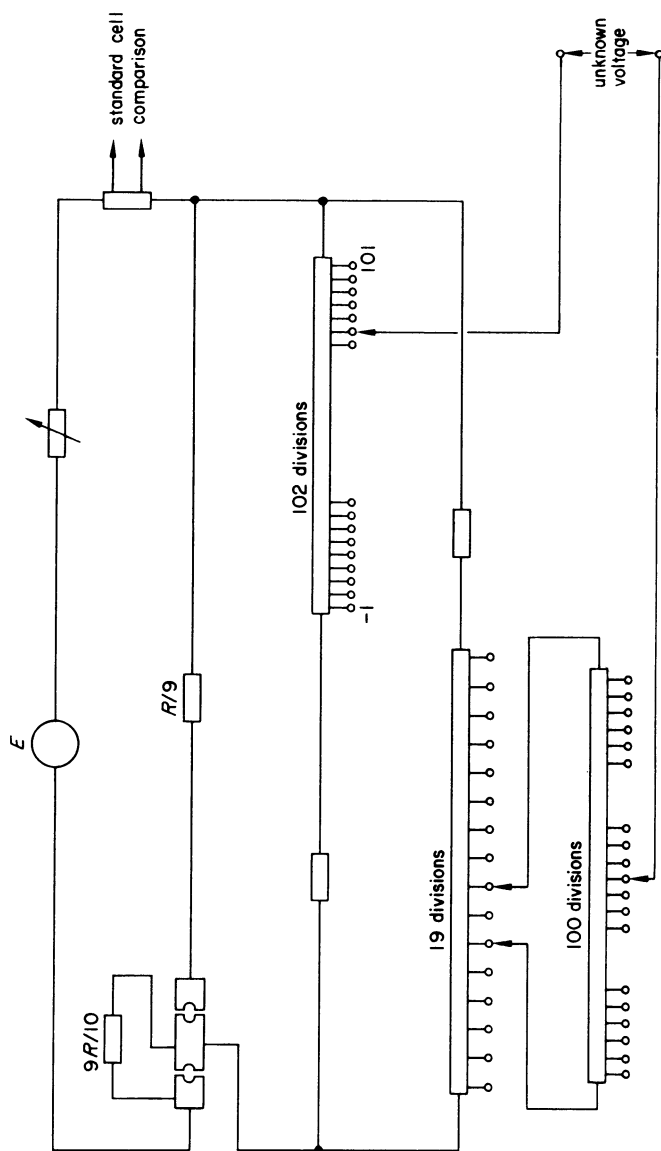 standard cell
comparison
E
R/9
9R/10
102 divisions
101
-1
19 divisions
100 divisions
unknown
voltage